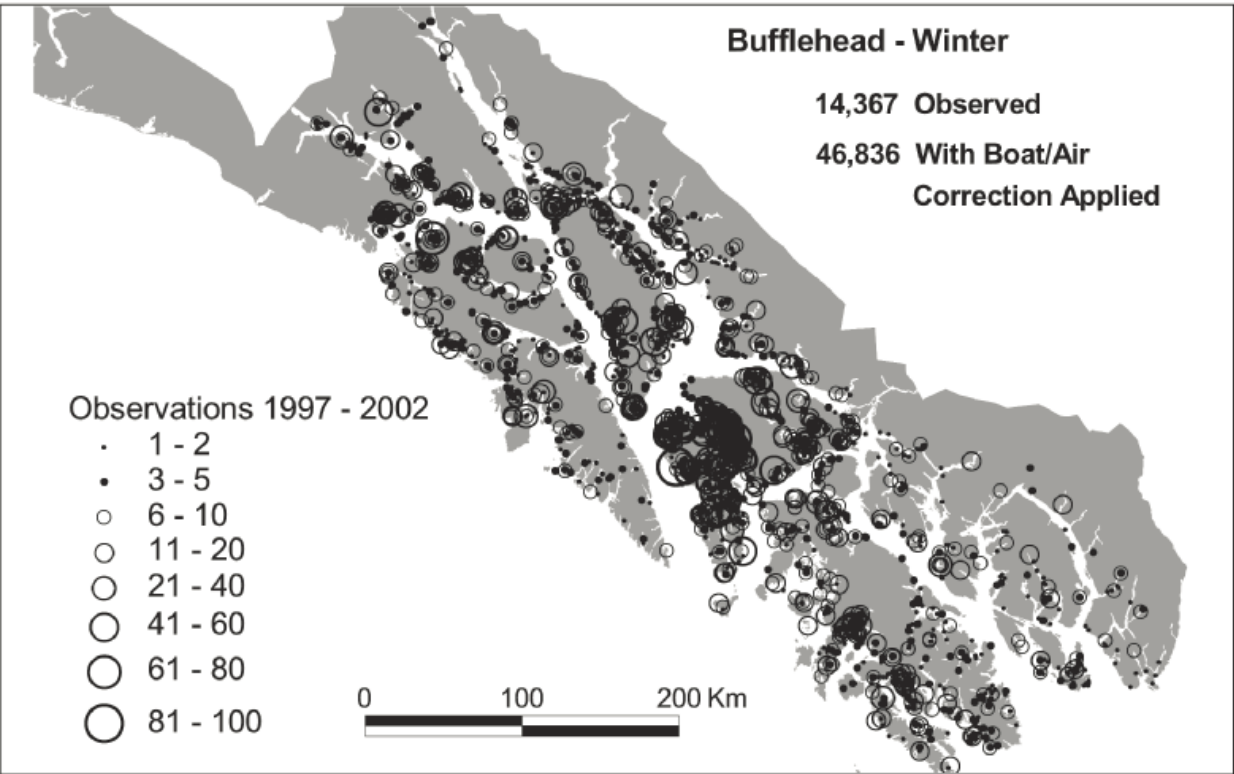 Bufflehead - Winter
14,367 Observed
46,836 With Boat/Air
Correction Applied
Observations 1997 - 2002
1 - 2
3 - 5
6 - 10
11 - 20
21 - 40
41 - 60
61 - 80
81 - 100
0 100 200 Km